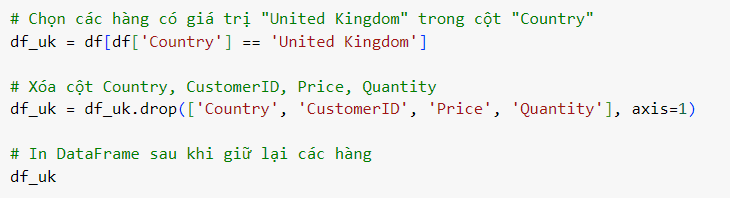 # Chọn các hàng có giá trị "United Kingdom" trong cột "Country"
df_uk = df[df['Country'] == 'United Kingdom']
# Xóa cột Country, CustomerID, Price, Quantity
df_uk = df_uk.drop(['Country', 'CustomerID', 'Price', 'Quantity'], axis=1)
# In DataFrame sau khi giữ lại các hàng
df_uk